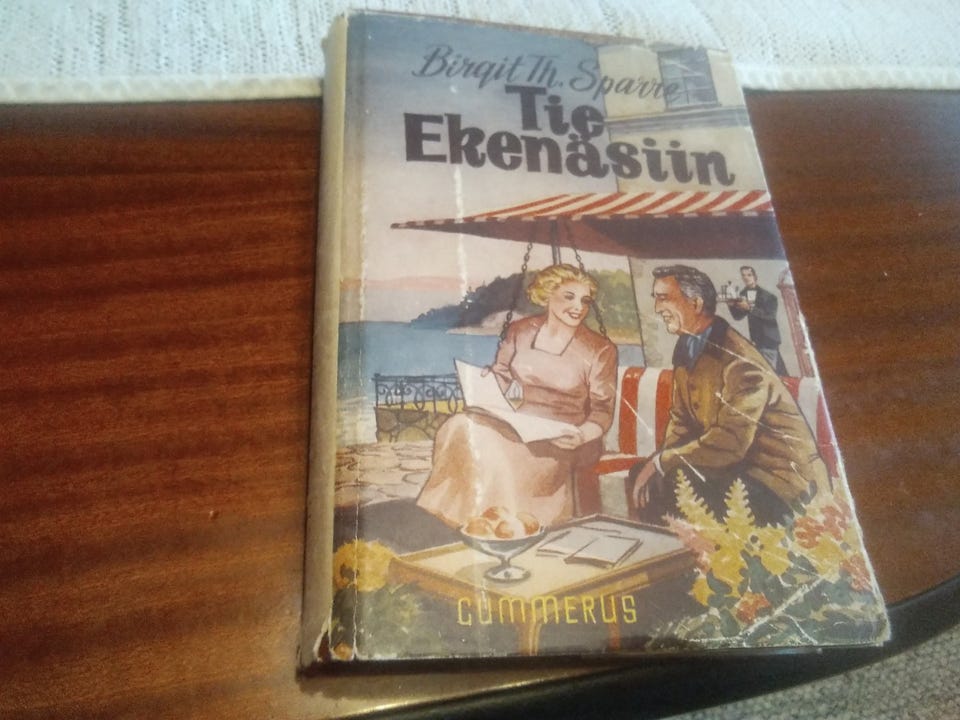 Birgit Th. Sparre
Tie
Ekenäsiin
GUMMERUS